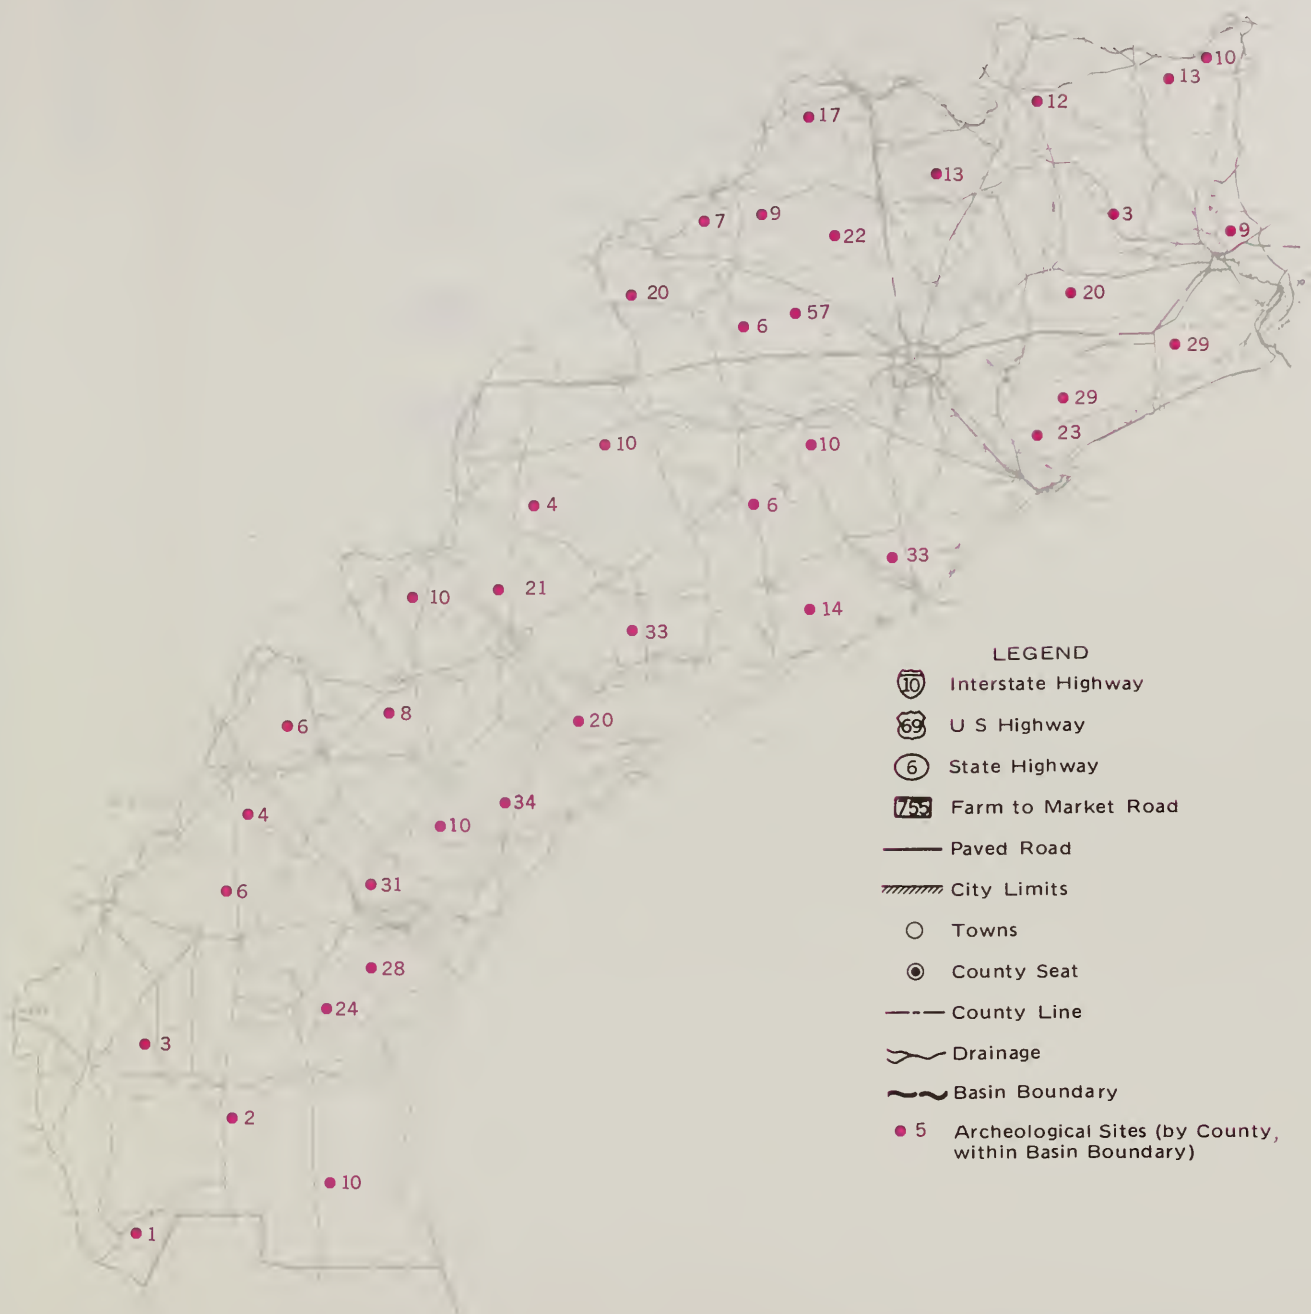 10
13
12
17
13
3
7
9
22
9
20
20
57
6
29
29
23
10
10
4
6
33
21
10
14
33
LEGEND
10 Interstate Highway
8
20
6
69 U S Highway
6 State Highway
34
4
755 Farm to Market Road
10
Paved Road
31
6
City Limits
Towns
28
County Seat
24
County Line
3
Drainage
Basin Boundary
2
5 Archeological Sites (by County,
within Basin Boundary)
10
1